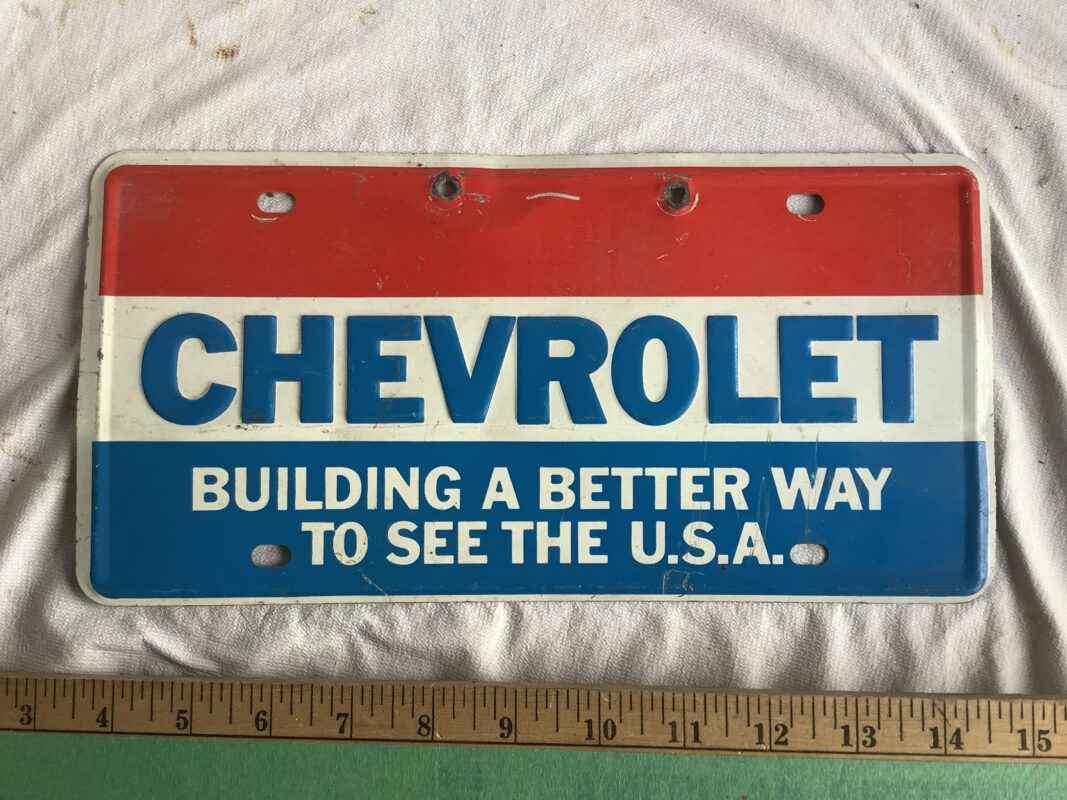 CHEVROLET
BUILDING A BETTER WAY
TO SEE THE U.S.A.
3 4 5 6 7 8 9 10 11 12 13 14 15